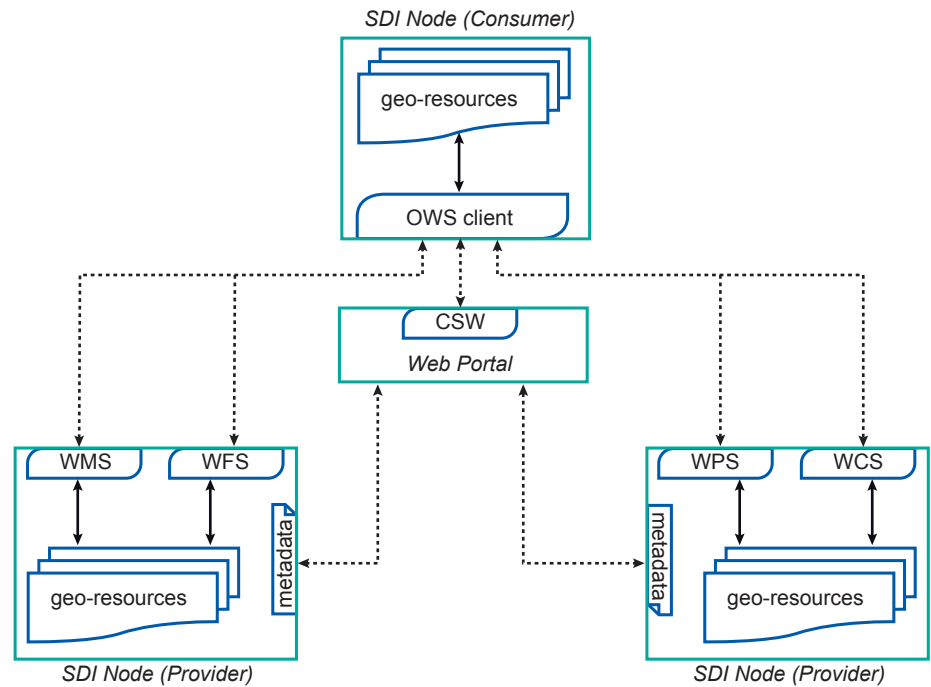 SDI Node (Consumer)
geo-resources
OWS client
CSW
Web Portal
WMS
WFS
metadata
geo-resources
SDI Node (Provider)
WPS
WCS
metadata
geo-resources
SDI Node (Provider)